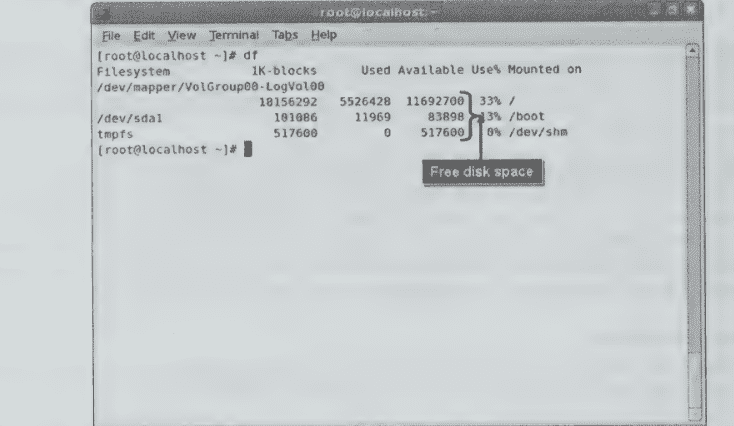 root@localhost:~
File Edit View Terminal Tabs Help
[root@localhost ~]# df
Filesystem 1K-blocks Used Available Use% Mounted on
/dev/mapper/VolGroup00-LogVol00
18156292 5526428 11692700 33% /
/dev/sda1 101086 11969 83898 13% /boot
tmpfs 517600 0 517600 0% /dev/shm
[root@localhost ~]#
Free disk space